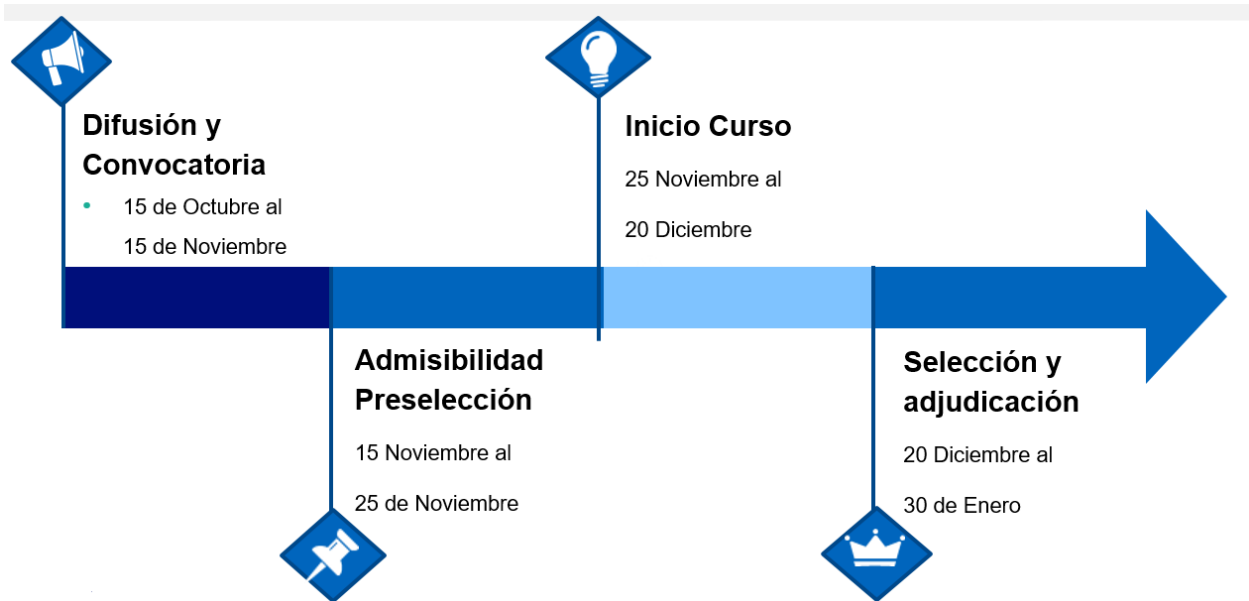 Difusión y
Convocatoria
• 15 de Octubre al
15 de Noviembre
Admisibilidad
Preselección
15 Noviembre al
25 de Noviembre
Inicio Curso
25 Noviembre al
20 Diciembre
Selección y
adjudicación
20 Diciembre al
30 de Enero